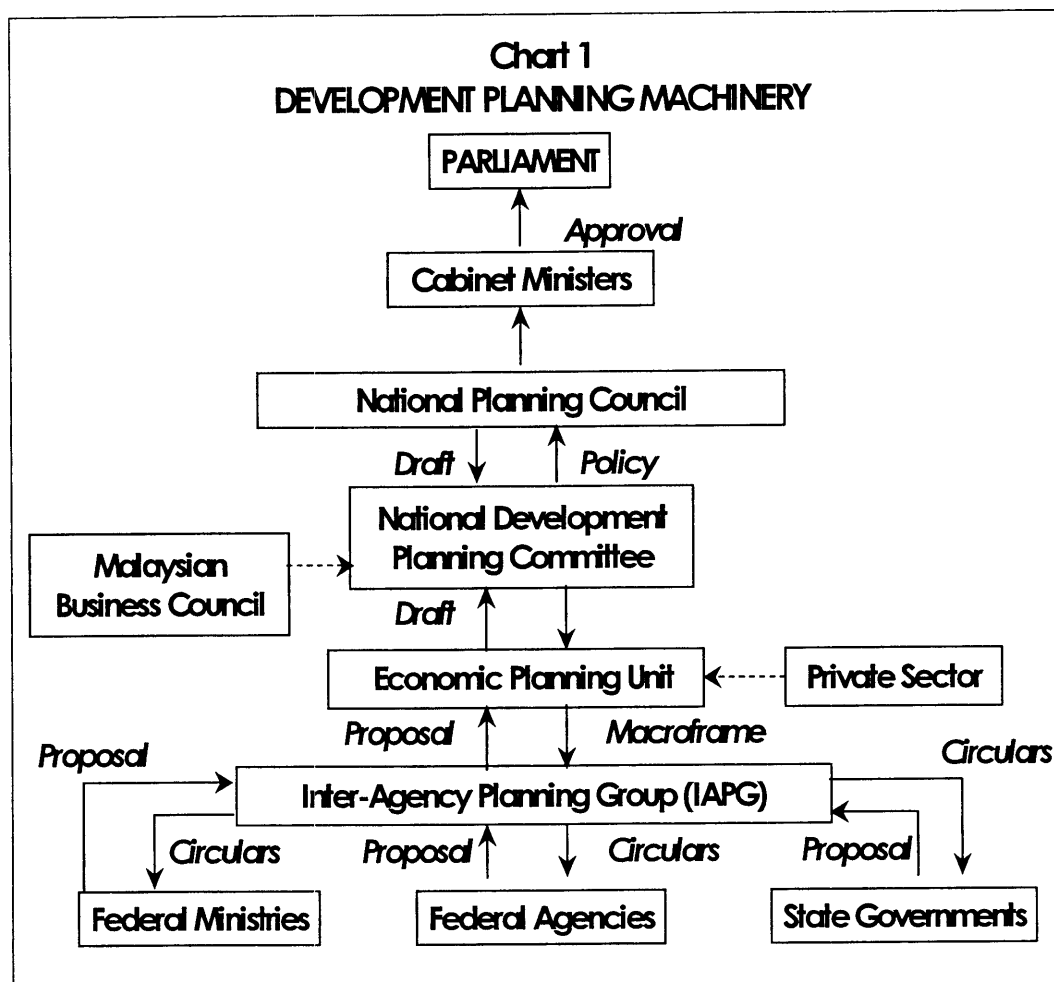 Chart 1
DEVELOPMENT PLANNING MACHINERY
PARLIAMENT
Approval
Cabinet Ministers
National Planning Council
Draft
Policy
National Development
Planning Committee
Malaysian
Business Council
Draft
Economic Planning Unit
Private Sector
Proposal
Proposal
Macroframe
Circulars
Inter-Agency Planning Group (IAPG)
Circulars
Proposal
Circulars
Proposal
Federal Ministries
Federal Agencies
State Governments